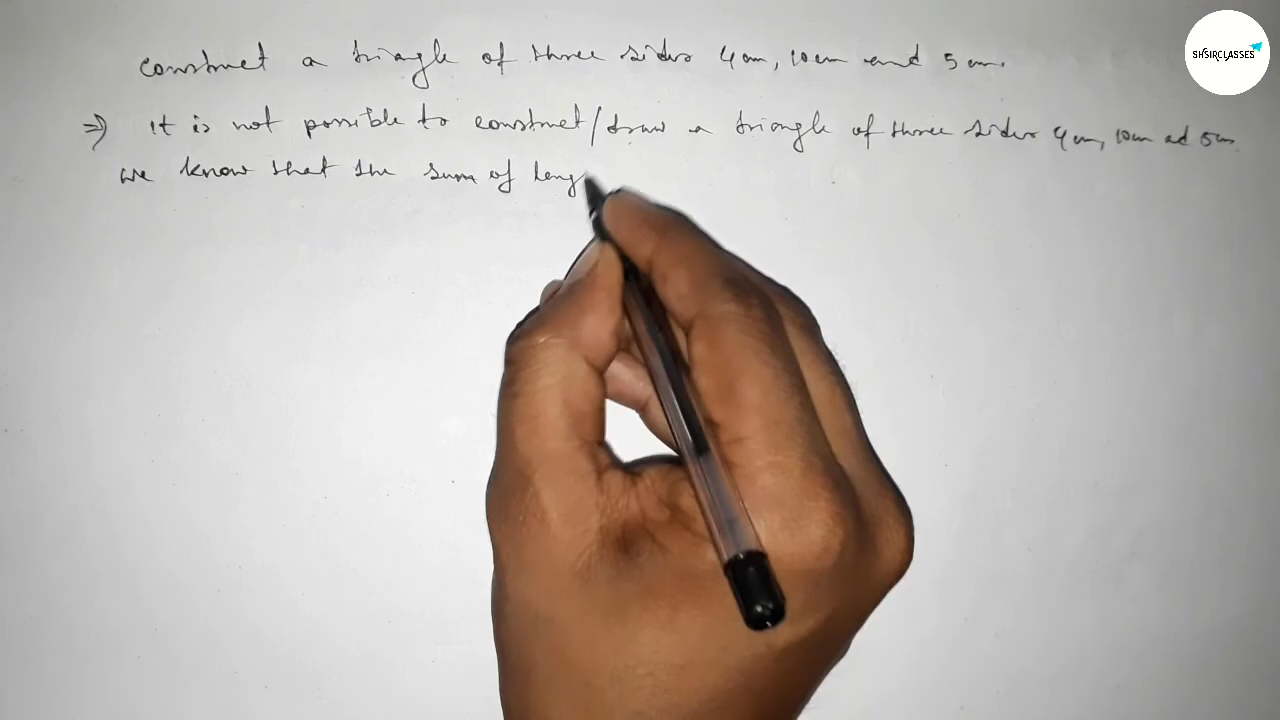 construct a triangle of three sides 4cm, 10cm and 5cm.
⇒ it is not possible to construct/draw a triangle of three sides 4cm, 10cm ad 5cm
we know that the sum of leng
SHSIRCLASSES